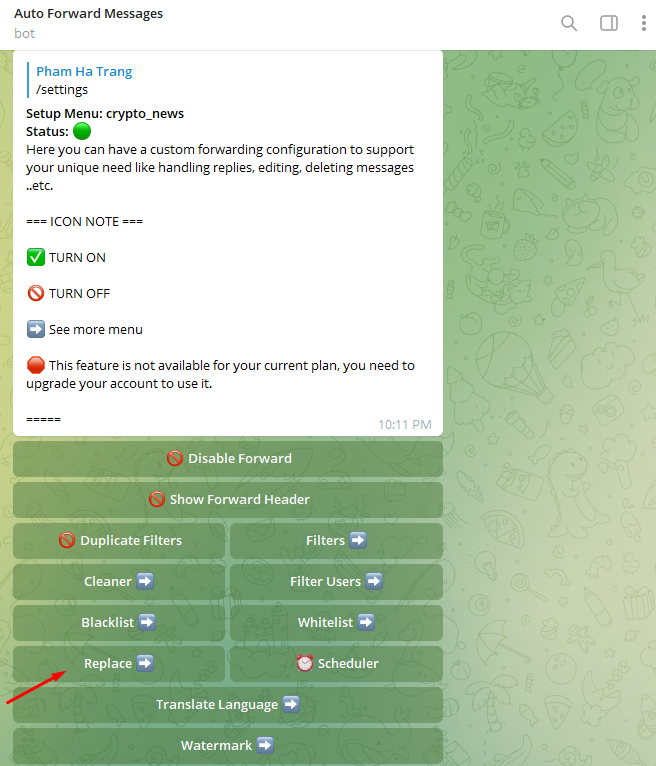 Auto Forward Messages
bot
Pham Ha Trang
/settings
Setup Menu: crypto_news
Status: 🟢
Here you can have a custom forwarding configuration to support
your unique need like handling replies, editing, deleting messages
..etc.
=== ICON NOTE ===
✅ TURN ON
🚫 TURN OFF
➡️ See more menu
🛑 This feature is not available for your current plan, you need to
upgrade your account to use it.
=====
10:11 PM
🚫 Disable Forward
🚫 Show Forward Header
🚫 Duplicate Filters
Filters ➡️
Cleaner ➡️
Filter Users ➡️
Blacklist ➡️
Whitelist ➡️
Replace ➡️
⏰ Scheduler
Translate Language ➡️
Watermark ➡️